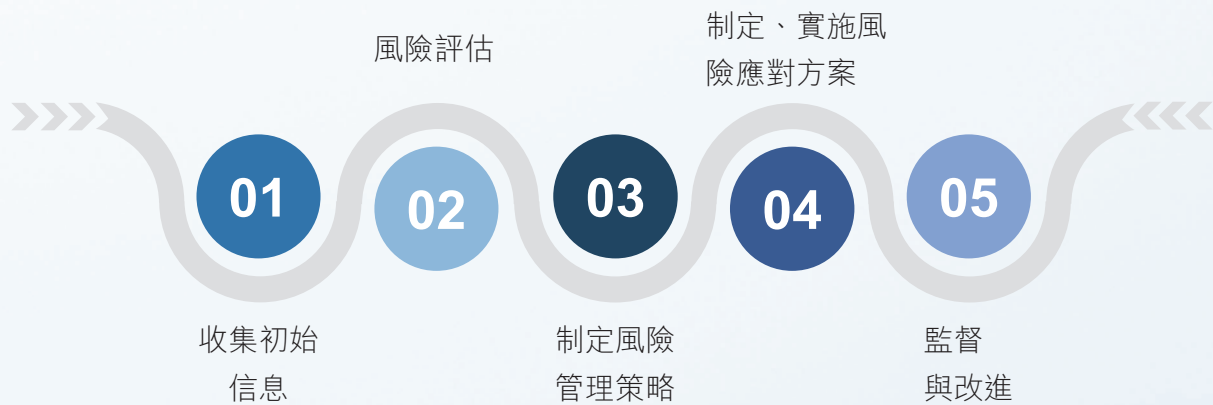 01
收集初始
信息
02
風險評估
03
制定風險
管理策略
04
制定、實施風
險應對方案
05
監督
與改進